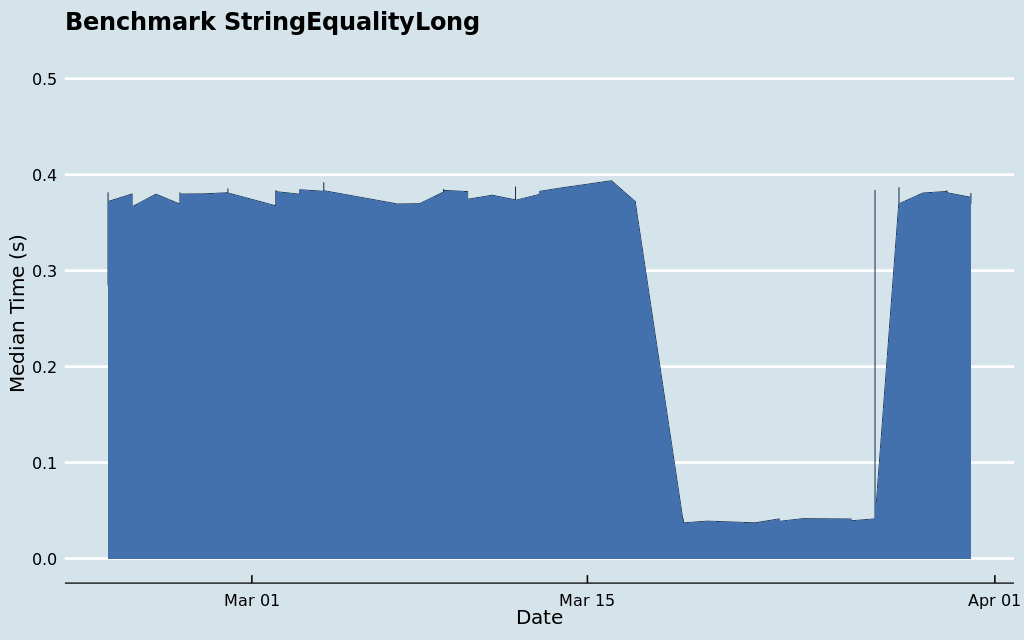 Benchmark StringEqualityLong
0.5
0.4
0.3
0.2
0.1
0.0
Median Time (s)
Mar 01
Mar 15
Apr 01
Date